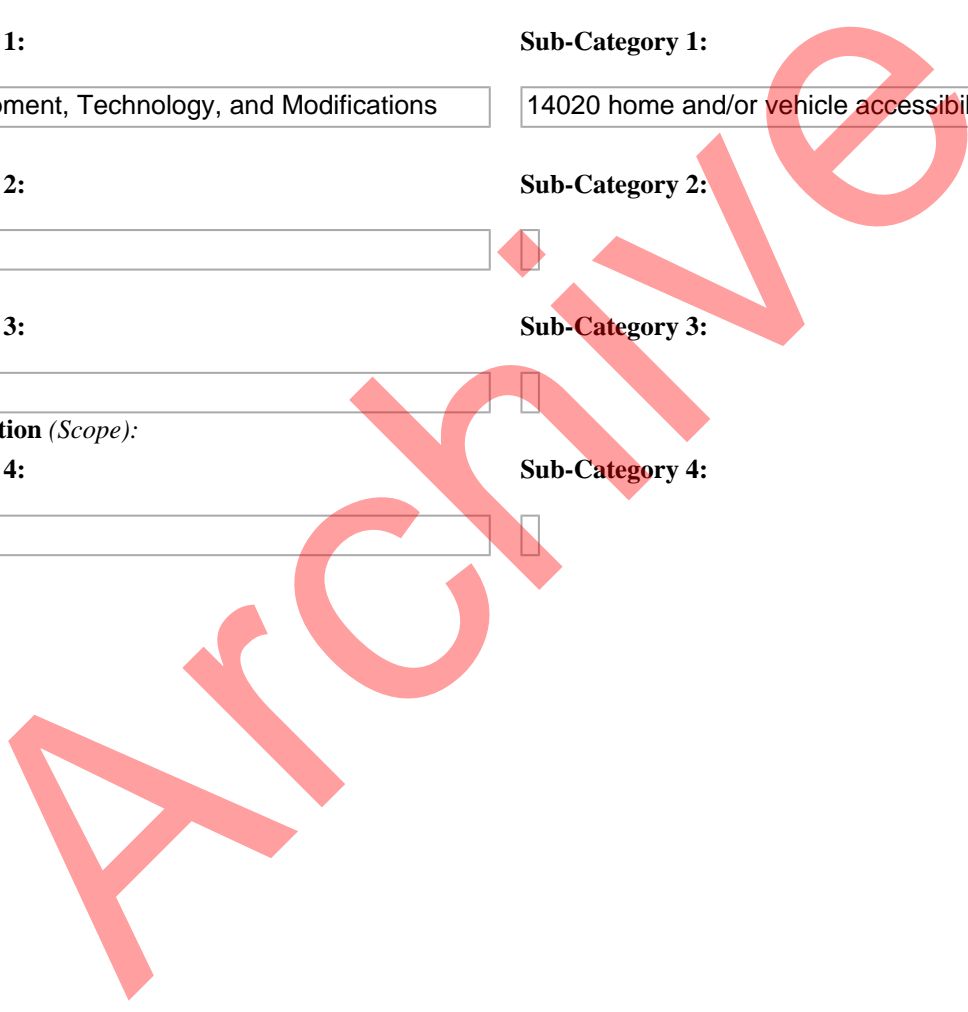 1: Sub-Category 1:
oment, Technology, and Modifications 14020 home and/or vehicle accessibil
2: Sub-Category 2:
3: Sub-Category 3:
tion (Scope):
4: Sub-Category 4:
Archive